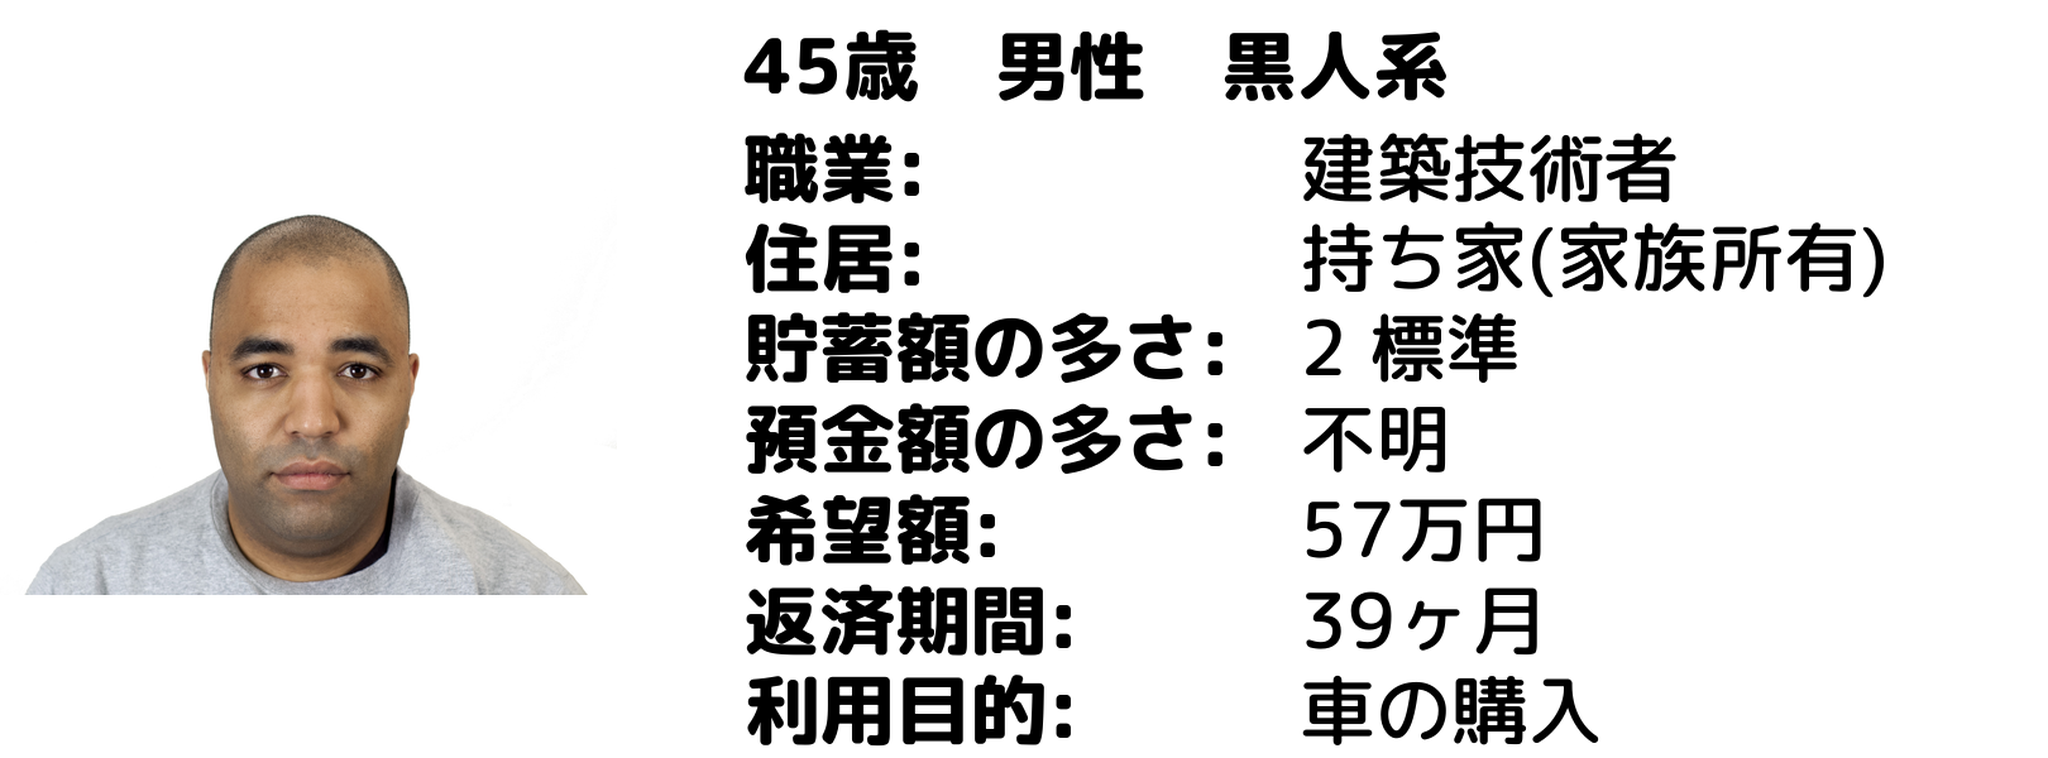 45歳　男性　黒人系
職業: 建築技術者
住居: 持ち家(家族所有)
貯蓄額の多さ: 2 標準
預金額の多さ: 不明
希望額: 57万円
返済期間: 39ヶ月
利用目的: 車の購入